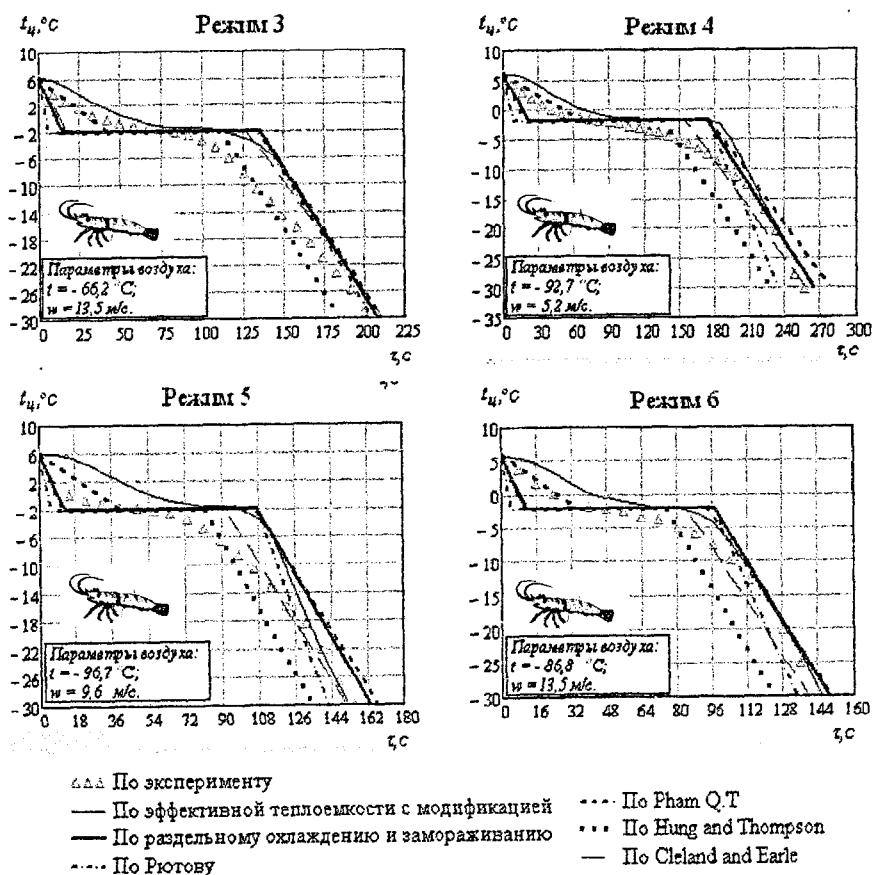 tц,°C
Режим 3
10
6
2
-2
-6
-10
-14
-18
-22
-26
-30
Параметры воздуха:
t = - 66,2 °C;
w = 13,5 м/с.
0 25 50 75 100 125 150 175 200 225
τ,c
tц,°C
Режим 4
10
5
0
-5
-10
-15
-20
-25
-30
-35
Параметры воздуха:
t = - 92,7 °C;
w = 5,2 м/с.
0 30 60 90 120 150 180 210 240 270 300
τ,c
tц,°C
Режим 5
10
6
2
-2
-6
-10
-14
-18
-22
-26
-30
Параметры воздуха:
t = - 96,7 °C;
w = 9,6 м/с.
0 18 36 54 72 90 108 126 144 162 180
τ,c
tц,°C
Режим 6
10
5
0
-5
-10
-15
-20
-25
-30
Параметры воздуха:
t = - 86,8 °C;
w = 13,5 м/с.
0 16 32 48 64 80 96 112 128 144 160
τ,c
По эксперименту
По эффективной теплоемкости с модификацией
По раздельному охлаждению и замораживанию
По Рютову
По Pham Q.T
По Hung and Thompson
По Cleland and Earle